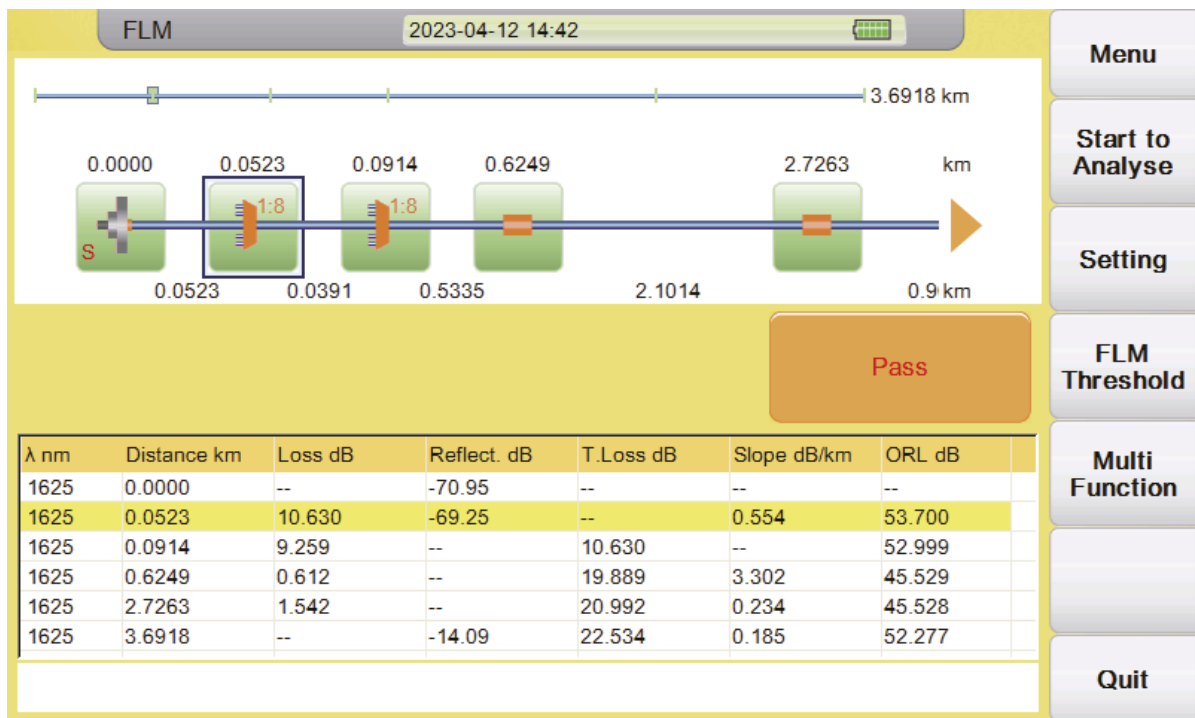 FLM 2023-04-12 14:42
3.6918 km
0.0000 0.0523 0.0914 0.6249 2.7263 km
1:8 1:8
S
0.0523 0.0391 0.5335 2.1014 0.9 km
Pass
λ nm Distance km Loss dB Reflect. dB T.Loss dB Slope dB/km ORL dB
1625 0.0000 -- -70.95 -- -- --
1625 0.0523 10.630 -69.25 -- 0.554 53.700
1625 0.0914 9.259 -- 10.630 -- 52.999
1625 0.6249 0.612 -- 19.889 3.302 45.529
1625 2.7263 1.542 -- 20.992 0.234 45.528
1625 3.6918 -- -14.09 22.534 0.185 52.277
Menu
Start to
Analyse
Setting
FLM
Threshold
Multi
Function
Quit